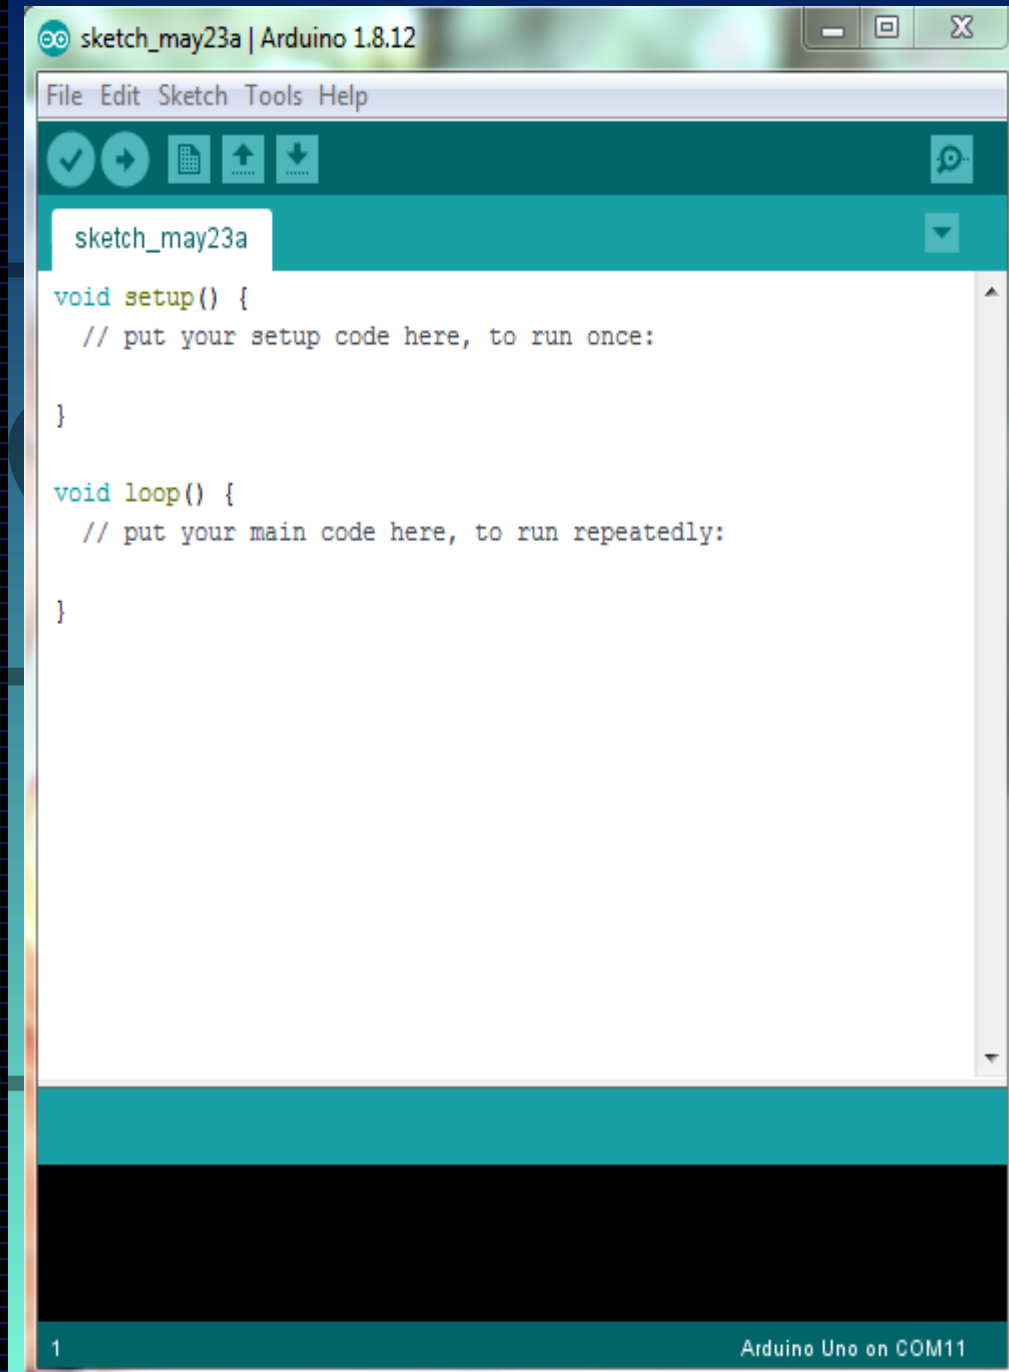 sketch_may23a | Arduino 1.8.12
File Edit Sketch Tools Help
sketch_may23a
void setup() {
  // put your setup code here, to run once:

}

void loop() {
  // put your main code here, to run repeatedly:

}
1 Arduino Uno on COM11